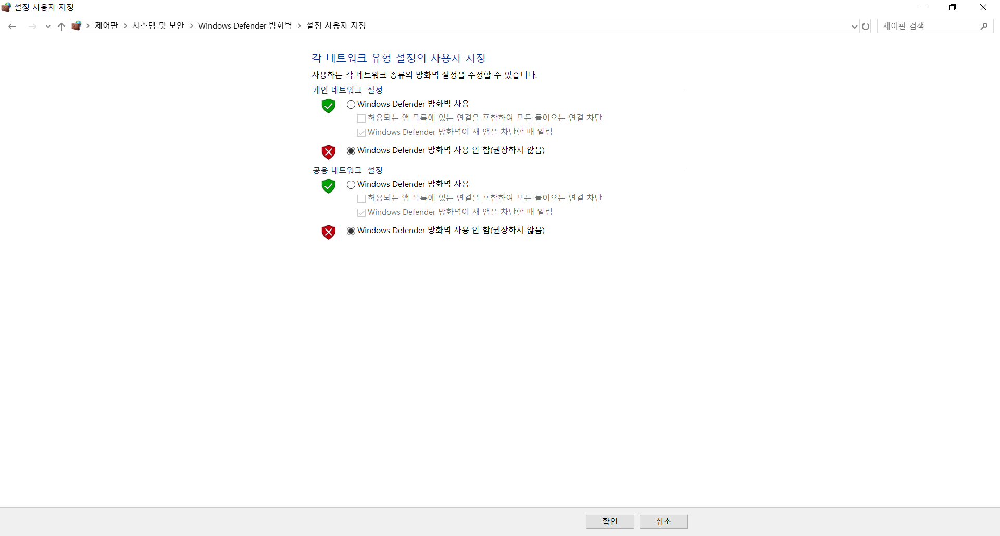 설정 사용자 지정
제어판 > 시스템 및 보안 > Windows Defender 방화벽 > 설정 사용자 지정
제어판 검색
각 네트워크 유형 설정의 사용자 지정
사용하는 각 네트워크 종류의 방화벽 설정을 수정할 수 있습니다.
개인 네트워크 설정
Windows Defender 방화벽 사용
허용되는 앱 목록에 있는 연결을 포함하여 모든 들어오는 연결 차단
Windows Defender 방화벽이 새 앱을 차단할 때 알림
Windows Defender 방화벽 사용 안 함(권장하지 않음)
공용 네트워크 설정
Windows Defender 방화벽 사용
허용되는 앱 목록에 있는 연결을 포함하여 모든 들어오는 연결 차단
Windows Defender 방화벽이 새 앱을 차단할 때 알림
Windows Defender 방화벽 사용 안 함(권장하지 않음)
확인
취소